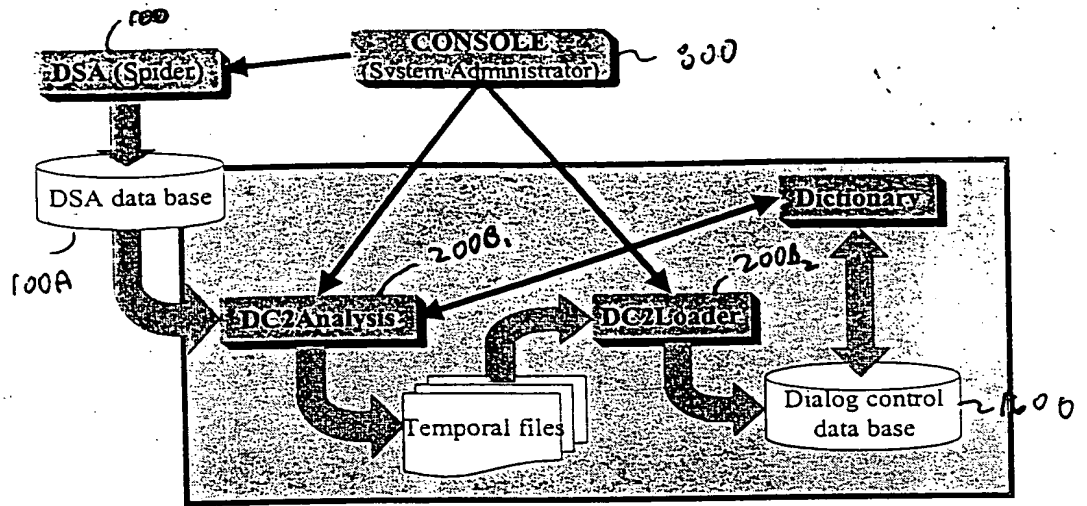 100
CONSOLE
(System Administrator)
300
DSA (Spider)
DSA data base
100A
Dictionary
200B1
200B2
DC2Analysis
DC2Loader
Temporal files
Dialog control
data base